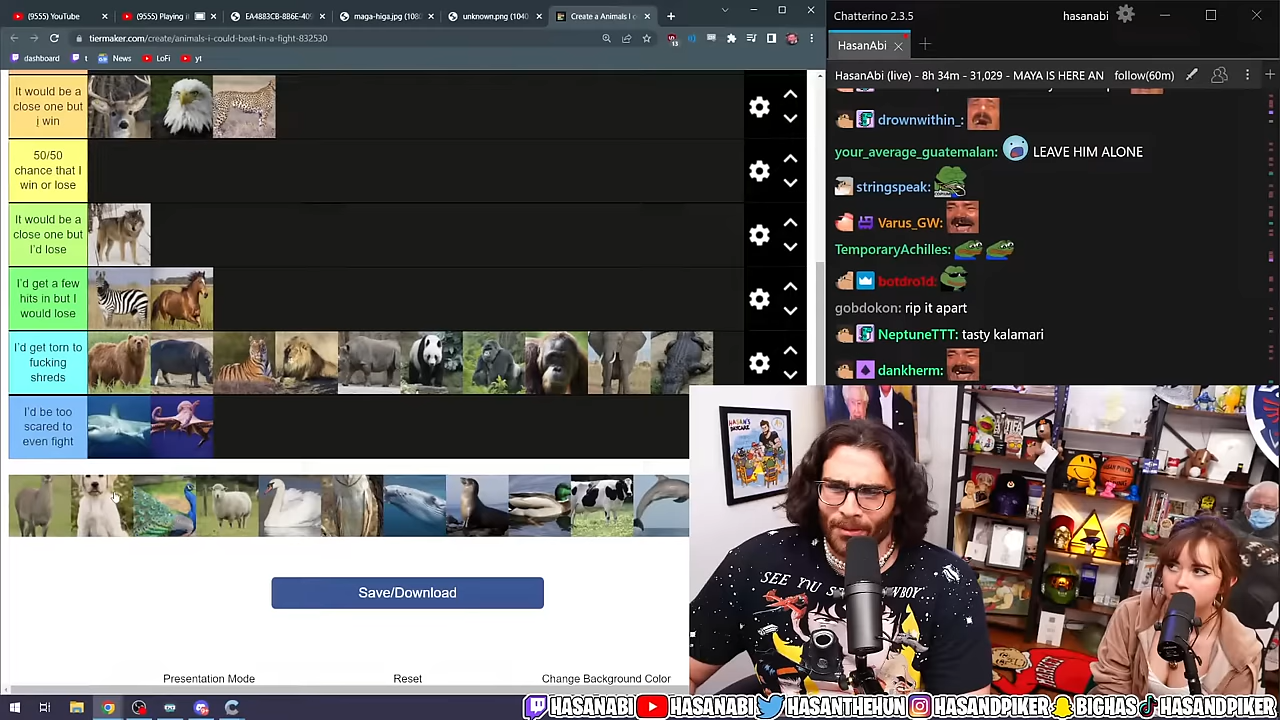 (9555) YouTube
(9555) Playing i
EA4883CB-886E-409
maga-higa.jpg (108
unknown.png (1040
Create a Animals I c
tiermaker.com/create/animals-i-could-beat-in-a-fight-832530
13
dashboard
t
News
LoFi
yt
It would be a
close one but
i win
50/50
chance that I
win or lose
It would be a
close one but
I'd lose
I'd get a few
hits in but I
would lose
I'd get torn to
fucking
shreds
I'd be too
scared to
even fight
Save/Download
Presentation Mode
Reset
Change Background Color
Chatterino 2.3.5
hasanabi
HasanAbi
HasanAbi (live) - 8h 34m - 31,029 - MAYA IS HERE AN
follow(60m)
drownwithin_:
your_average_guatemalan: LEAVE HIM ALONE
stringspeak:
Varus_GW:
TemporaryAchilles:
botdro1d:
gobdokon: rip it apart
NeptuneTTT: tasty kalamari
dankherm:
SEE YOU S COWBOY
HASANABI
HASANABI
HASANTHEHUN
HASANDPIKER
BIGHAS
HASANDPIKER